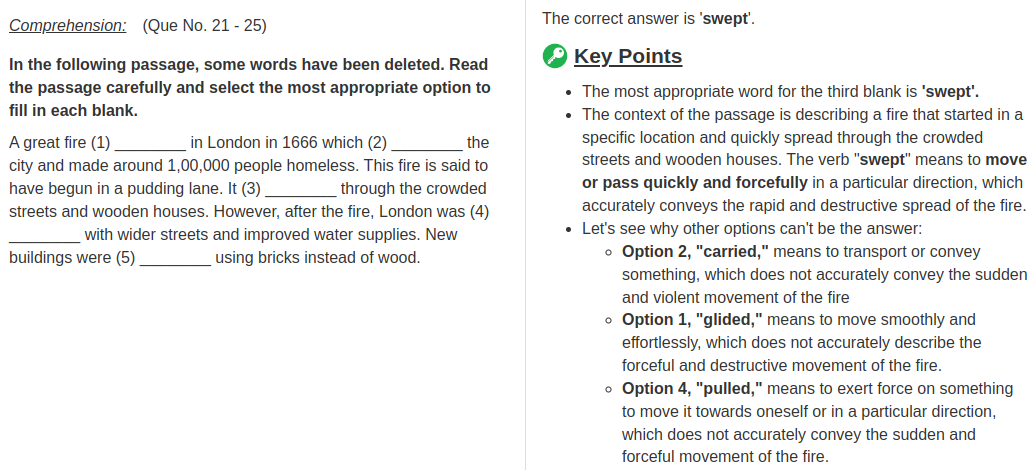 Comprehension: (Que No. 21 - 25)
In the following passage, some words have been deleted. Read
the passage carefully and select the most appropriate option to
fill in each blank.
A great fire (1) ________ in London in 1666 which (2) ________ the
city and made around 1,00,000 people homeless. This fire is said to
have begun in a pudding lane. It (3) ________ through the crowded
streets and wooden houses. However, after the fire, London was (4)
________ with wider streets and improved water supplies. New
buildings were (5) ________ using bricks instead of wood.
The correct answer is 'swept'.
Key Points
• The most appropriate word for the third blank is 'swept'.
• The context of the passage is describing a fire that started in a
specific location and quickly spread through the crowded
streets and wooden houses. The verb "swept" means to move
or pass quickly and forcefully in a particular direction, which
accurately conveys the rapid and destructive spread of the fire.
• Let's see why other options can't be the answer:
◦ Option 2, "carried," means to transport or convey
something, which does not accurately convey the sudden
and violent movement of the fire
◦ Option 1, "glided," means to move smoothly and
effortlessly, which does not accurately describe the
forceful and destructive movement of the fire.
◦ Option 4, "pulled," means to exert force on something
to move it towards oneself or in a particular direction,
which does not accurately convey the sudden and
forceful movement of the fire.